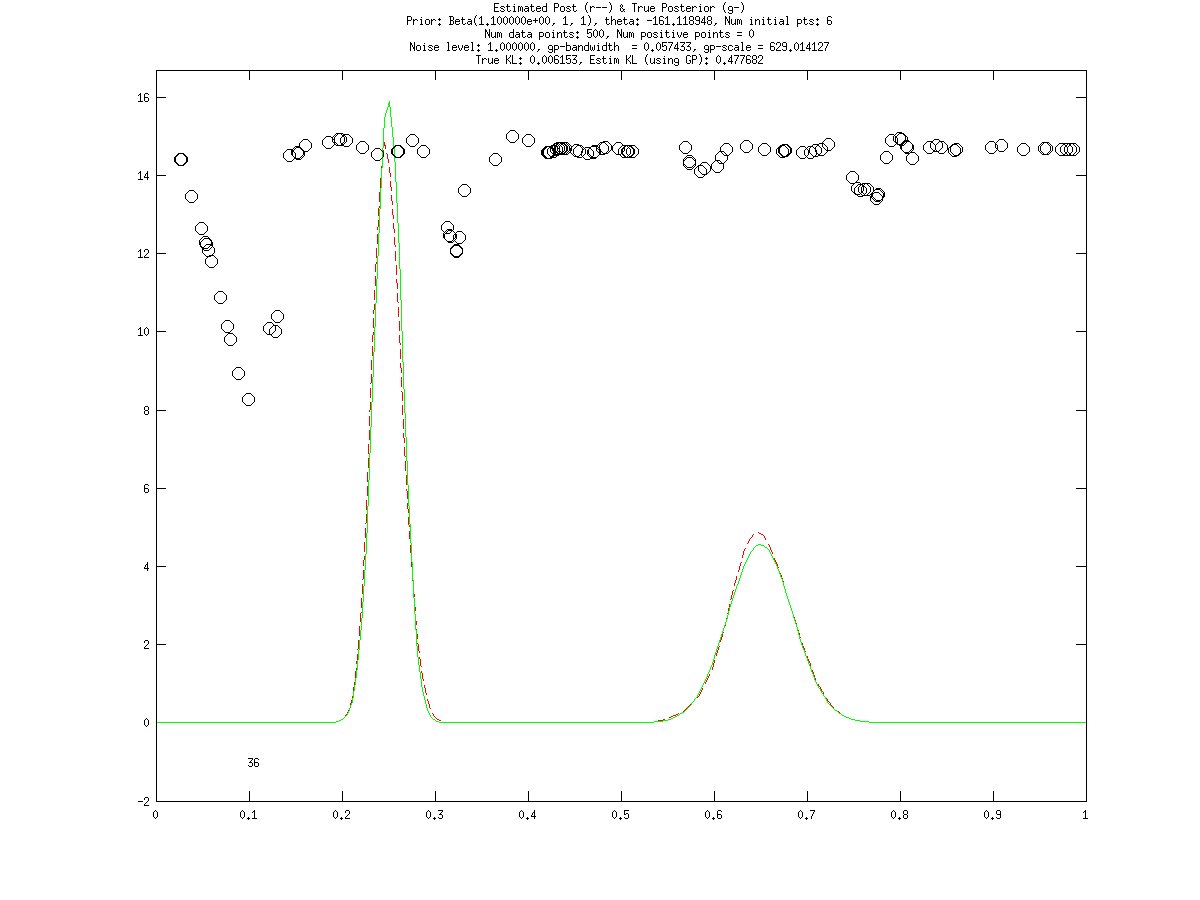 Estimated Post (r--) & True Posterior (g-)
Prior: Beta(1.100000e+00, 1, 1), theta: -161.118948, Num initial pts: 6
Num data points: 500, Num positive points = 0
Noise level: 1.000000, gp-bandwidth  = 0.057433, gp-scale = 629.014127
True KL: 0.006153, Estim KL (using GP): 0.477682
16
14
12
10
8
6
4
2
0
36
-2
0 0.1 0.2 0.3 0.4 0.5 0.6 0.7 0.8 0.9 1